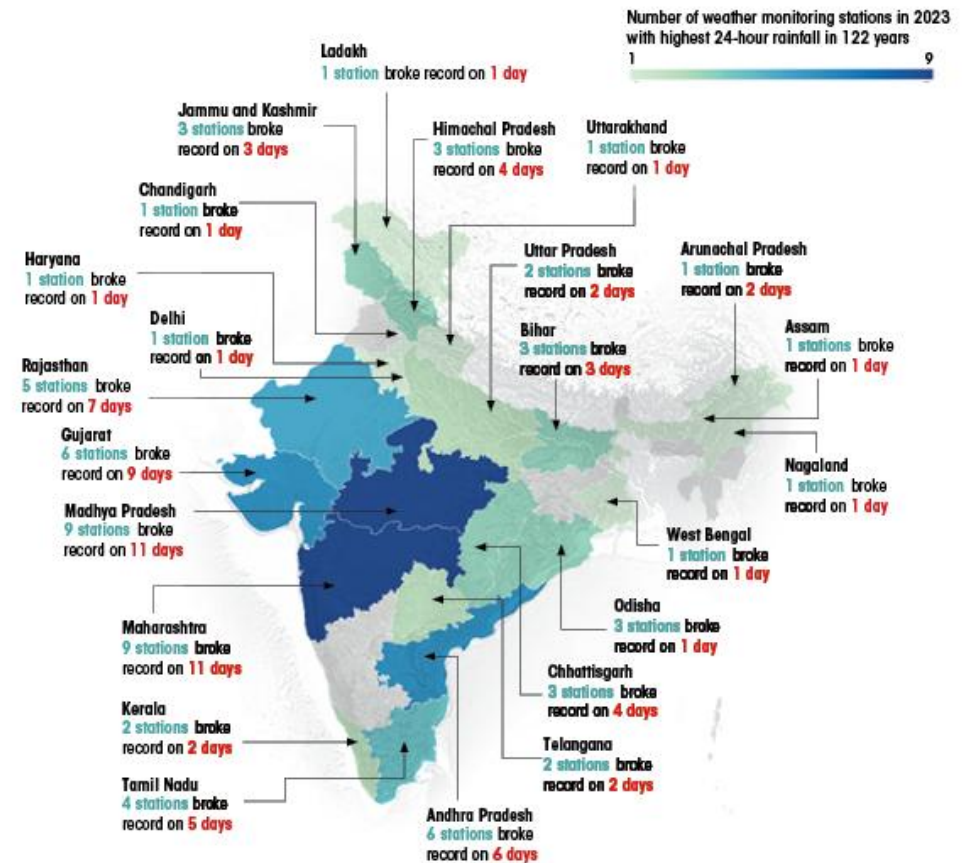 Number of weather monitoring stations in 2023
with highest 24-hour rainfall in 122 years
1 9
Ladakh
1 station broke record on 1 day
Jammu and Kashmir
3 stations broke
record on 3 days
Himachal Pradesh
3 stations broke
record on 4 days
Uttarakhand
1 station broke
record on 1 day
Chandigarh
1 station broke
record on 1 day
Haryana
1 station broke
record on 1 day
Uttar Pradesh
2 stations broke
record on 2 days
Arunachal Pradesh
1 station broke
record on 2 days
Delhi
1 station broke
record on 1 day
Bihar
3 stations broke
record on 3 days
Assam
1 stations broke
record on 1 day
Rajasthan
5 stations broke
record on 7 days
Gujarat
6 stations broke
record on 9 days
Nagaland
1 station broke
record on 1 day
Madhya Pradesh
9 stations broke
record on 11 days
West Bengal
1 station broke
record on 1 day
Odisha
3 stations broke
record on 1 day
Maharashtra
9 stations broke
record on 11 days
Chhattisgarh
3 stations broke
record on 4 days
Kerala
2 stations broke
record on 2 days
Telangana
2 stations broke
record on 2 days
Tamil Nadu
4 stations broke
record on 5 days
Andhra Pradesh
6 stations broke
record on 6 days